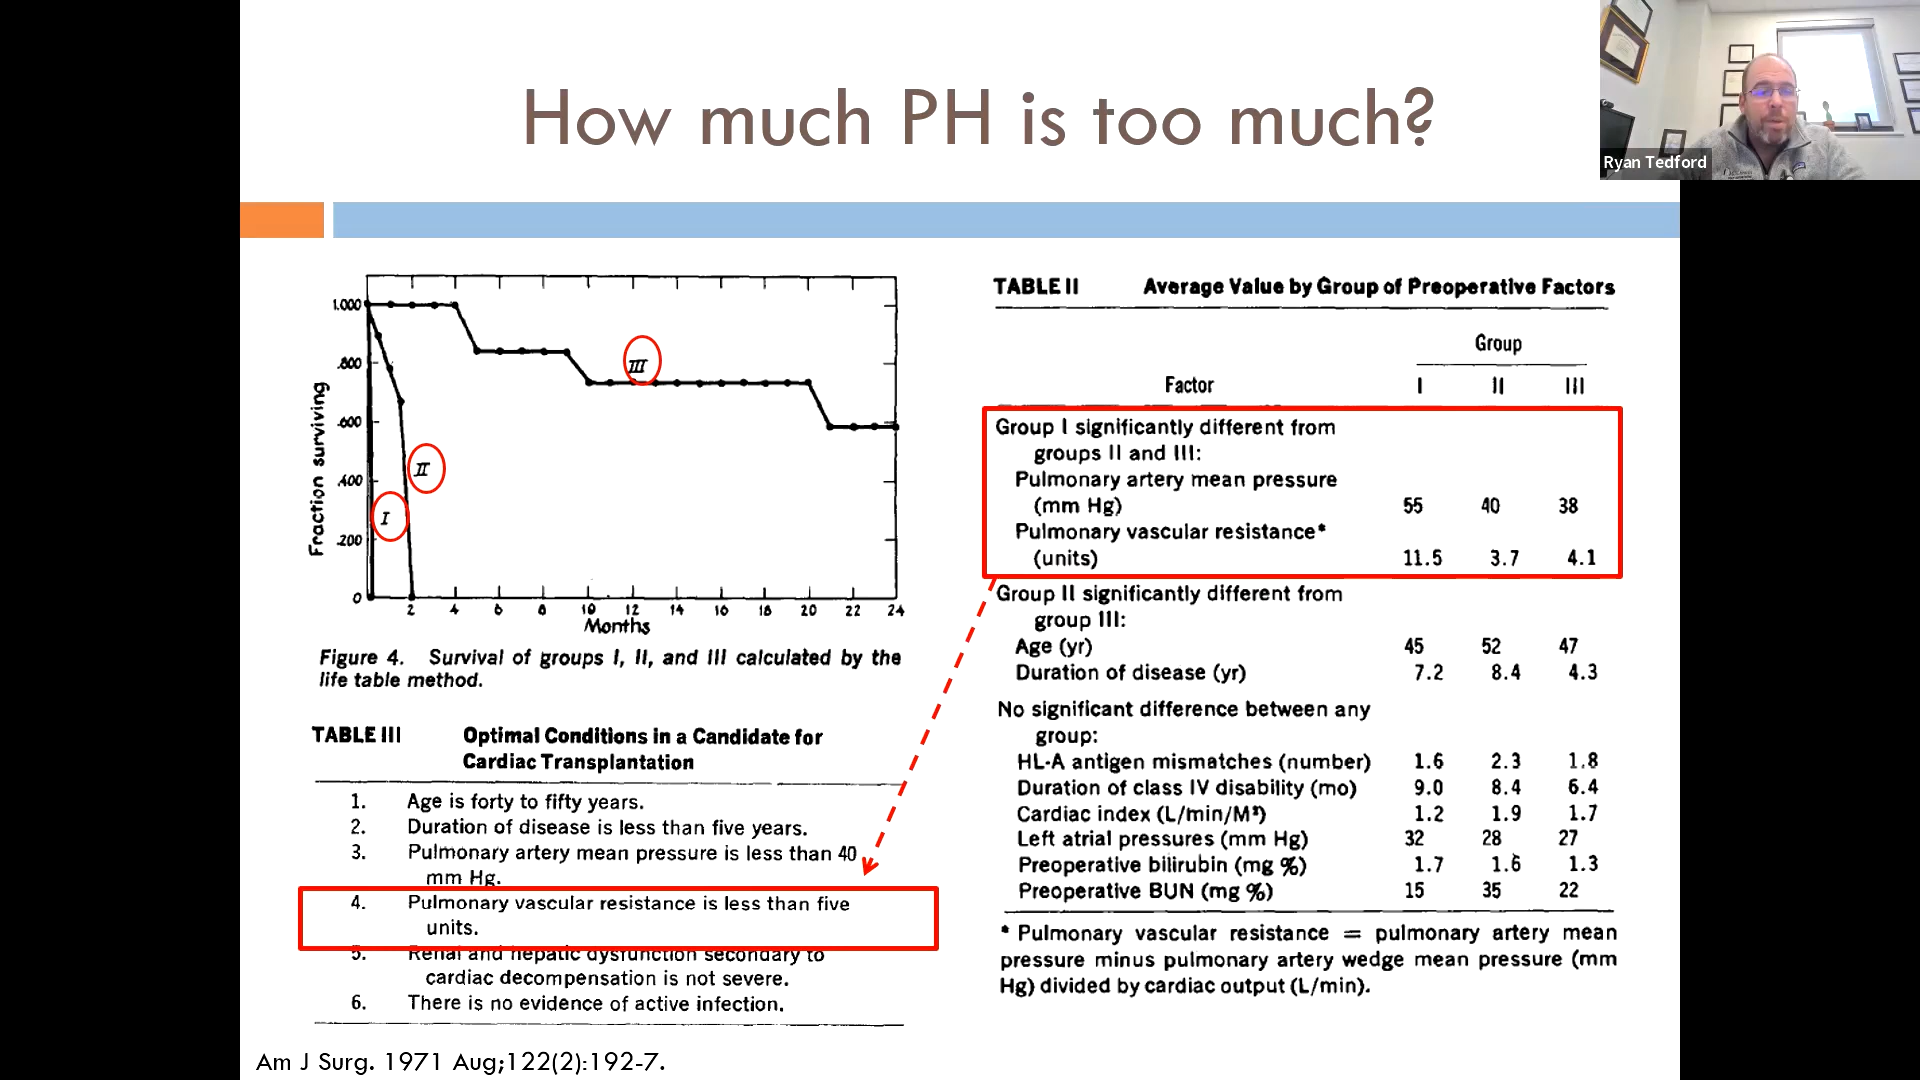 How much PH is too much?
Ryan Tedford
Fraction surviving
1.000
.800
.600
.400
.200
0
2 4 6 8 10 12 14 16 18 20 22 24
Months
I
II
III
Figure 4. Survival of groups I, II, and III calculated by the
life table method.
TABLE III Optimal Conditions in a Candidate for
Cardiac Transplantation
1. Age is forty to fifty years.
2. Duration of disease is less than five years.
3. Pulmonary artery mean pressure is less than 40
mm Hg.
4. Pulmonary vascular resistance is less than five
units.
5. Renal and hepatic dysfunction secondary to
cardiac decompensation is not severe.
6. There is no evidence of active infection.
TABLE II Average Value by Group of Preoperative Factors
Group
Factor I II III
Group I significantly different from
groups II and III:
Pulmonary artery mean pressure
(mm Hg) 55 40 38
Pulmonary vascular resistance*
(units) 11.5 3.7 4.1
Group II significantly different from
group III:
Age (yr) 45 52 47
Duration of disease (yr) 7.2 8.4 4.3
No significant difference between any
group:
HL-A antigen mismatches (number) 1.6 2.3 1.8
Duration of class IV disability (mo) 9.0 8.4 6.4
Cardiac index (L/min/M²) 1.2 1.9 1.7
Left atrial pressures (mm Hg) 32 28 27
Preoperative bilirubin (mg %) 1.7 1.6 1.3
Preoperative BUN (mg %) 15 35 22
* Pulmonary vascular resistance = pulmonary artery mean
pressure minus pulmonary artery wedge mean pressure (mm
Hg) divided by cardiac output (L/min).
Am J Surg. 1971 Aug;122(2):192-7.